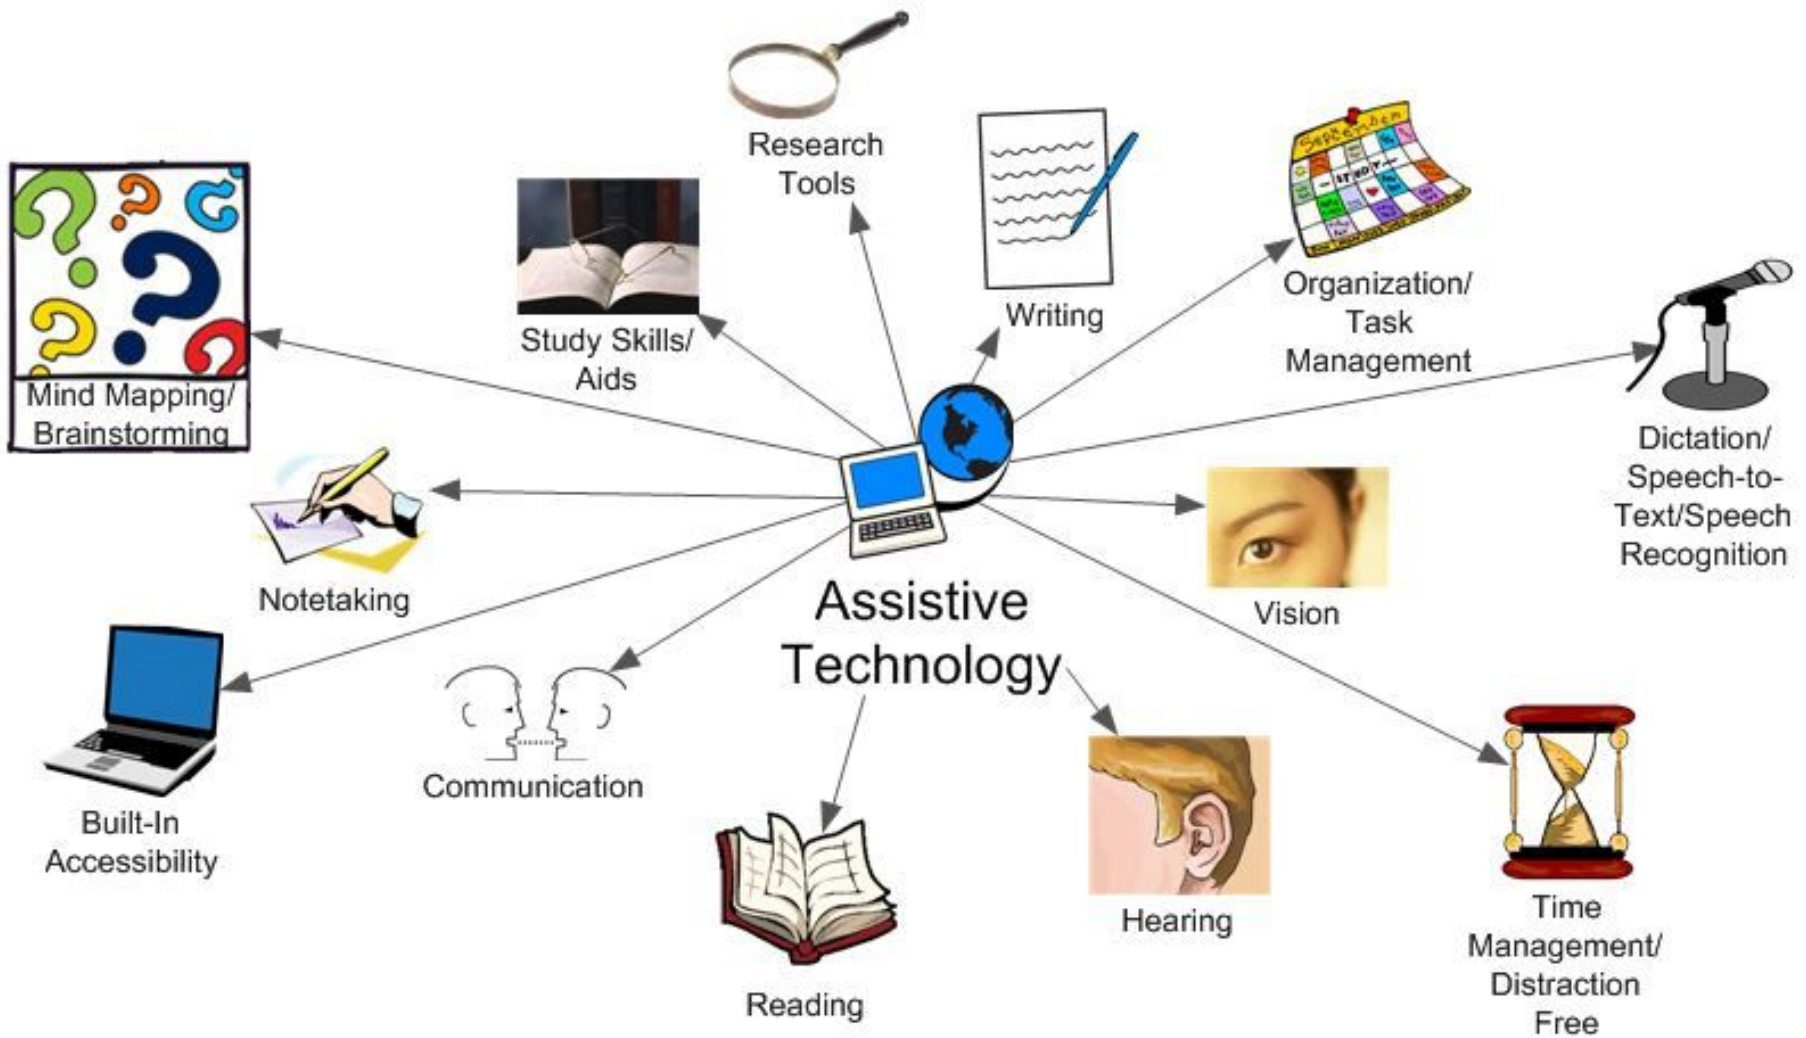 Research
Tools
Writing
September
Organization/
Task
Management
Study Skills/
Aids
Mind Mapping/
Brainstorming
Dictation/
Speech-to-
Text/Speech
Recognition
Notetaking
Vision
Assistive
Technology
Communication
Built-In
Accessibility
Hearing
Reading
Time
Management/
Distraction
Free